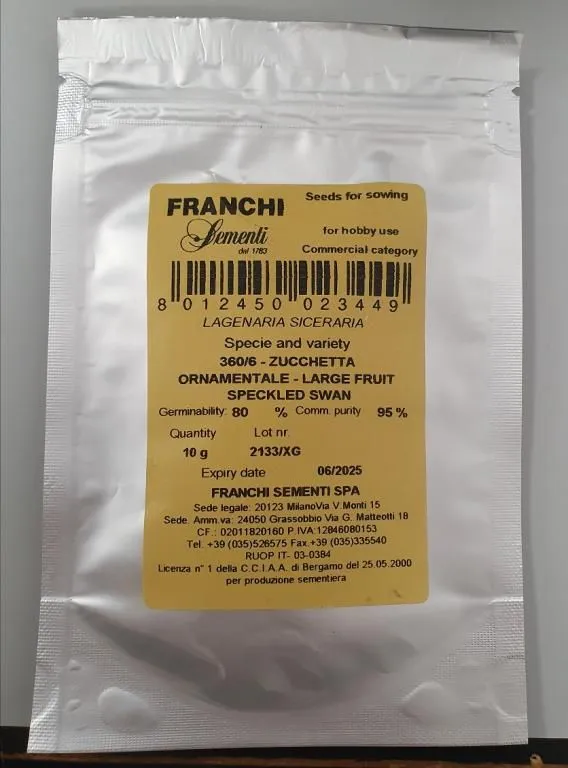 FRANCHI
Seeds for sowing
Sementi
dal 1783
for hobby use
Commercial category
8 012450 023449
LAGENARIA SICERARIA
Specie and variety
360/6 - ZUCCHETTA
ORNAMENTALE - LARGE FRUIT
SPECKLED SWAN
Germinability: 80 % Comm. purity 95 %
Quantity Lot nr.
10 g 2133/XG
Expiry date 06/2025
FRANCHI SEMENTI SPA
Sede legale: 20123 MilanoVia V.Monti 15
Sede. Amm.va: 24050 Grassobbio Via G. Matteotti 18
CF.: 02011820160 P.IVA:12846080153
Tel. +39 (035)526575 Fax.+39 (035)335540
RUOP IT- 03-0384
Licenza n° 1 della C.C.I.A.A. di Bergamo del 25.05.2000
per produzione sementiera